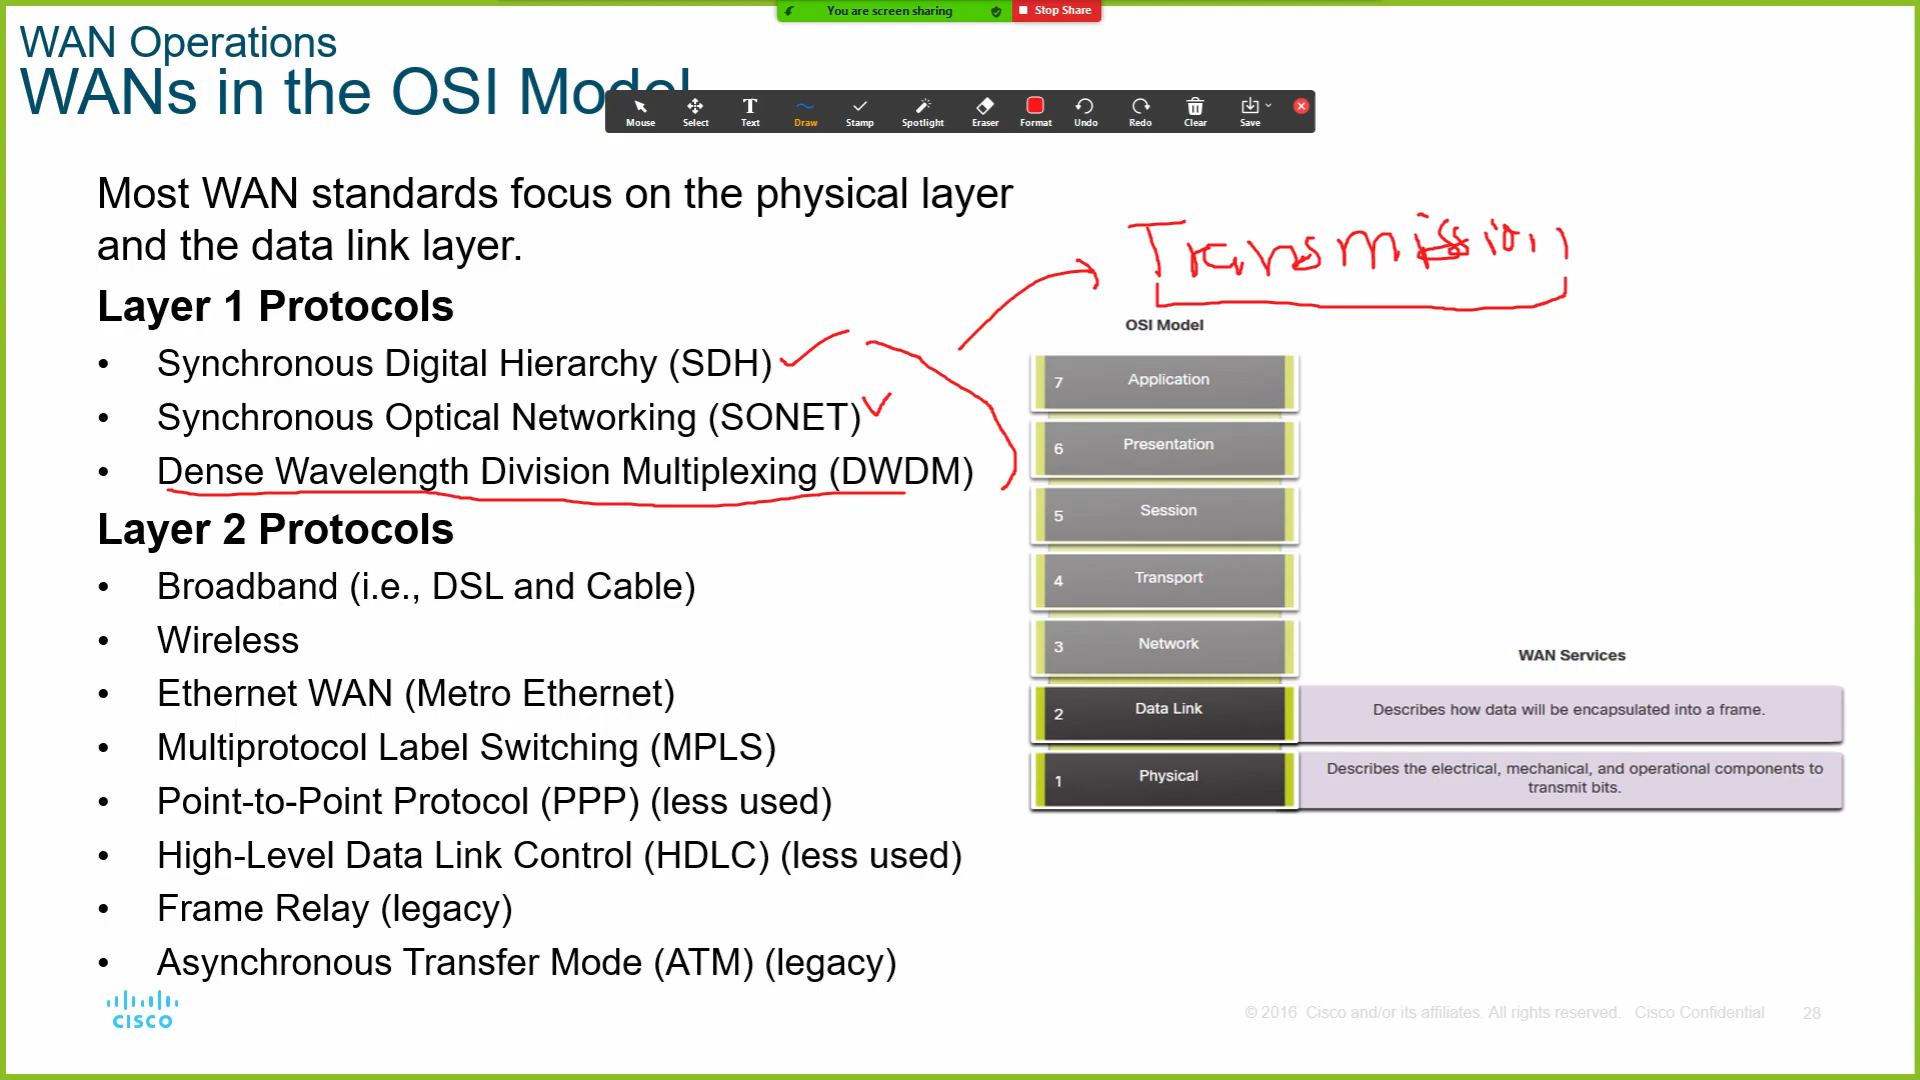 You are screen sharing
Stop Share
WAN Operations
WANs in the OSI Model
Mouse Select Text Draw Stamp Spotlight Eraser Format Undo Redo Clear Save
Most WAN standards focus on the physical layer
and the data link layer.
Transmission
Layer 1 Protocols
• Synchronous Digital Hierarchy (SDH)
• Synchronous Optical Networking (SONET)
• Dense Wavelength Division Multiplexing (DWDM)
Layer 2 Protocols
• Broadband (i.e., DSL and Cable)
• Wireless
• Ethernet WAN (Metro Ethernet)
• Multiprotocol Label Switching (MPLS)
• Point-to-Point Protocol (PPP) (less used)
• High-Level Data Link Control (HDLC) (less used)
• Frame Relay (legacy)
• Asynchronous Transfer Mode (ATM) (legacy)
OSI Model
7 Application
6 Presentation
5 Session
4 Transport
3 Network
WAN Services
2 Data Link
Describes how data will be encapsulated into a frame.
1 Physical
Describes the electrical, mechanical, and operational components to
transmit bits.
CISCO
© 2016 Cisco and/or its affiliates. All rights reserved. Cisco Confidential 28